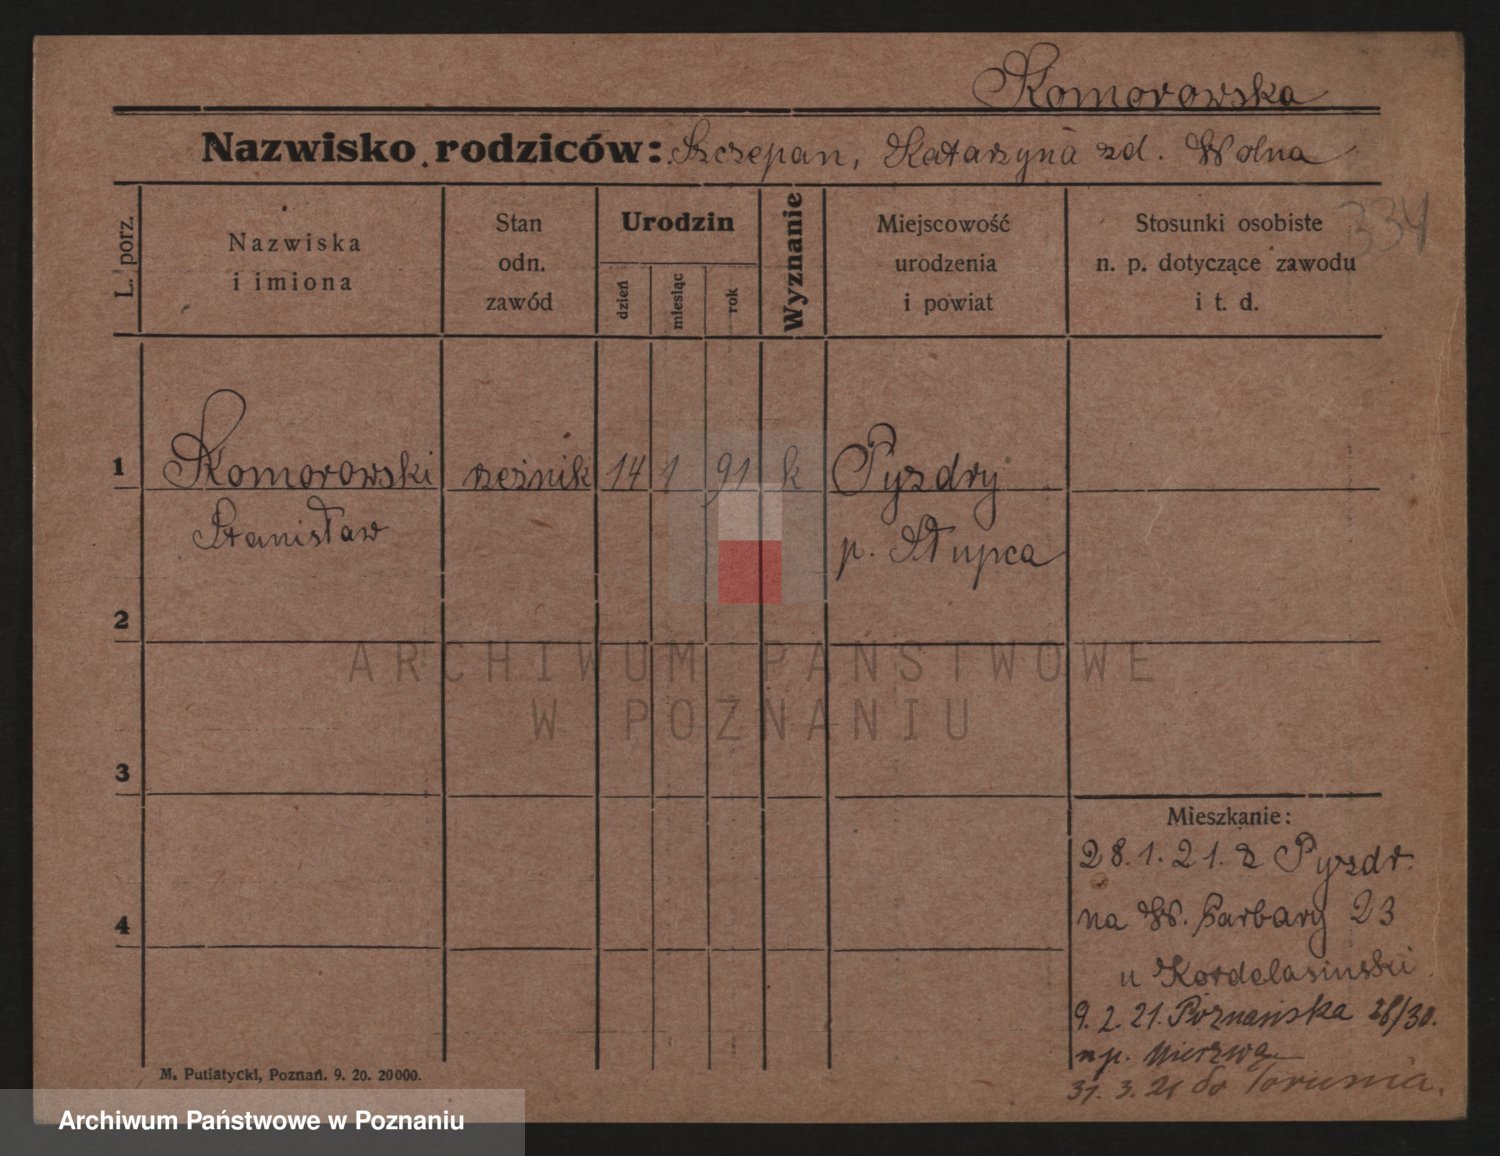 Komorowska
Nazwisko rodziców: Szczepan, Katarzyna zd. Wolna
334
L. porz.
Nazwiska
i imiona
Stan
odn.
zawód
Urodzin
dzień
miesiąc
rok
Wyznanie
Miejscowość
urodzenia
i powiat
Stosunki osobiste
n. p. dotyczące zawodu
i t. d.
1 Komorowski rzeźnik 14 1 91 k Pyzdry
Stanisław p. Słupca
2
3
4
Mieszkanie:
28.1.21. z Pyzdr.
na W. Garbary 23
u Kordelasinski
9.2.21. Poznańska 28/30.
np. Mierzwa
31.3.21 do Torunia.
M. Putiatycki, Poznań. 9. 20. 20000.
ARCHIWUM PAŃSTWOWE
W POZNANIU
Archiwum Państwowe w Poznaniu